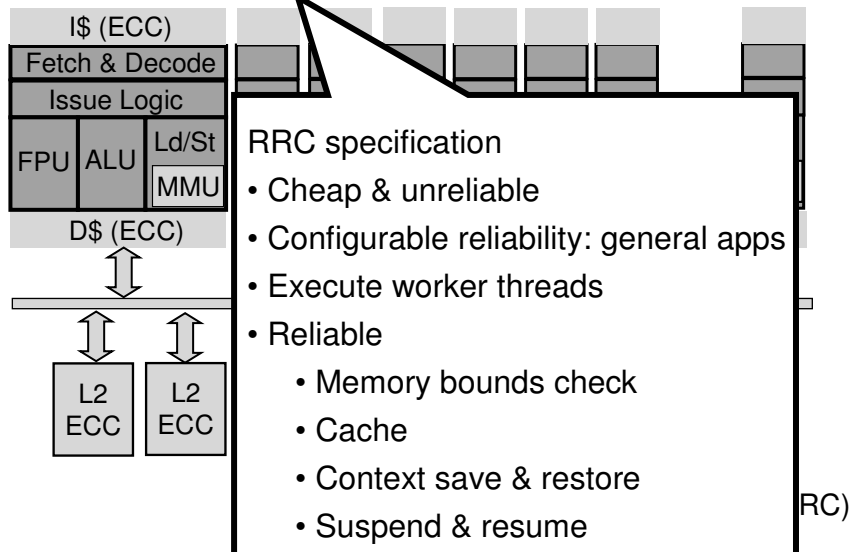 I$ (ECC)
Fetch & Decode
Issue Logic
FPU ALU Ld/St
MMU
D$ (ECC)
L2 ECC
L2 ECC
RRC specification
• Cheap & unreliable
• Configurable reliability: general apps
• Execute worker threads
• Reliable
• Memory bounds check
• Cache
• Context save & restore
• Suspend & resume
RC)